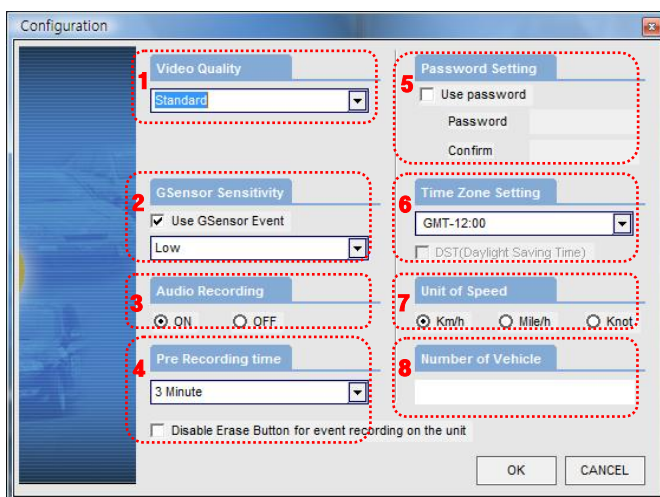 Configuration
1 Video Quality
Standard
2 GSensor Sensitivity
Use GSensor Event
Low
3 Audio Recording
ON OFF
4 Pre Recording time
3 Minute
Disable Erase Button for event recording on the unit
5 Password Setting
Use password
Password
Confirm
6 Time Zone Setting
GMT-12:00
DST(Daylight Saving Time)
7 Unit of Speed
Km/h Mile/h Knot
8 Number of Vehicle
OK CANCEL